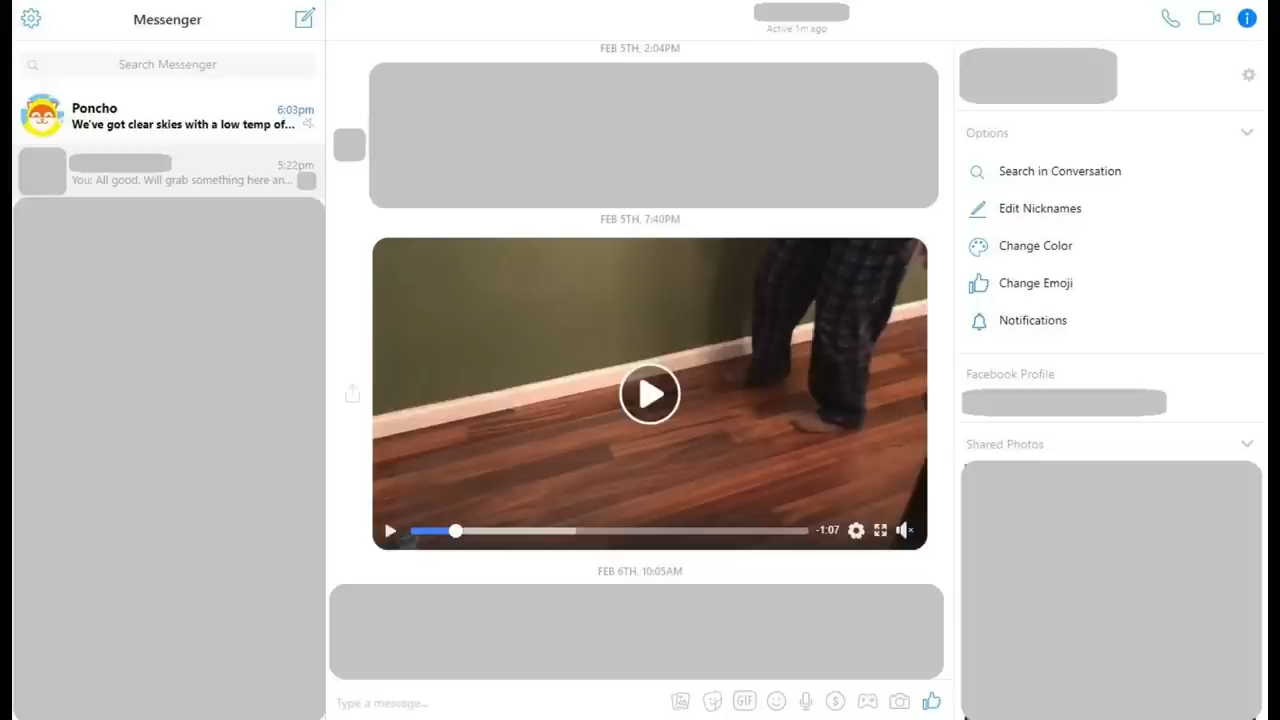 Messenger
Search Messenger
Poncho
6:03pm
We've got clear skies with a low temp of...
5:22pm
You: All good. Will grab something here an...
Active 1m ago
FEB 5TH, 2:04PM
FEB 5TH, 7:40PM
-1:07
FEB 6TH, 10:05AM
Type a message...
GIF
Options
Search in Conversation
Edit Nicknames
Change Color
Change Emoji
Notifications
Facebook Profile
Shared Photos